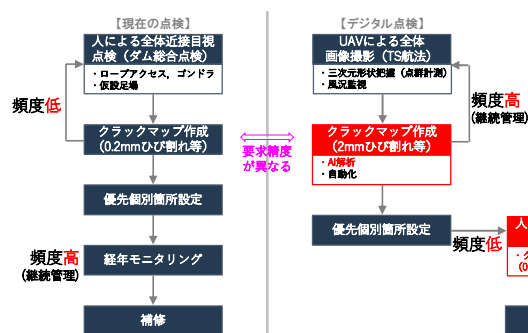 【現在の点検】
人による全体近接目視
点検（ダム総合点検）
・ロープアクセス，ゴンドラ
・仮設足場
頻度低
クラックマップ作成
（0.2mmひび割れ等）
優先個別箇所設定
頻度高
（継続管理）
経年モニタリング
補修
要求精度
が異なる
【デジタル点検】
UAVによる全体
画像撮影（TS航法）
・三次元形状把握（点群計測）
・風況監視
頻度高
（継続管理）
クラックマップ作成
（2mmひび割れ等）
・AI解析
・自動化
優先個別箇所設定
頻度低
人
・ク
（0